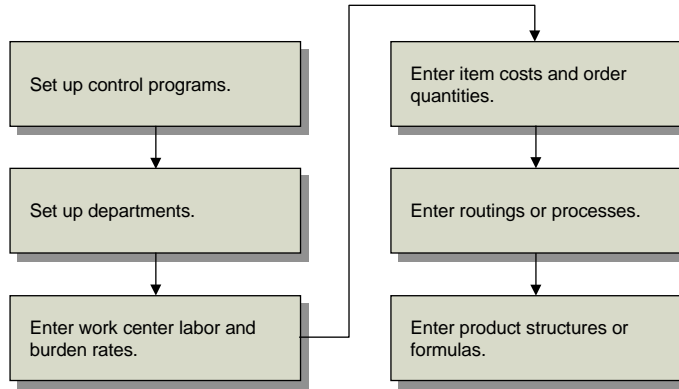 Set up control programs.
Set up departments.
Enter work center labor and
burden rates.
Enter item costs and order
quantities.
Enter routings or processes.
Enter product structures or
formulas.